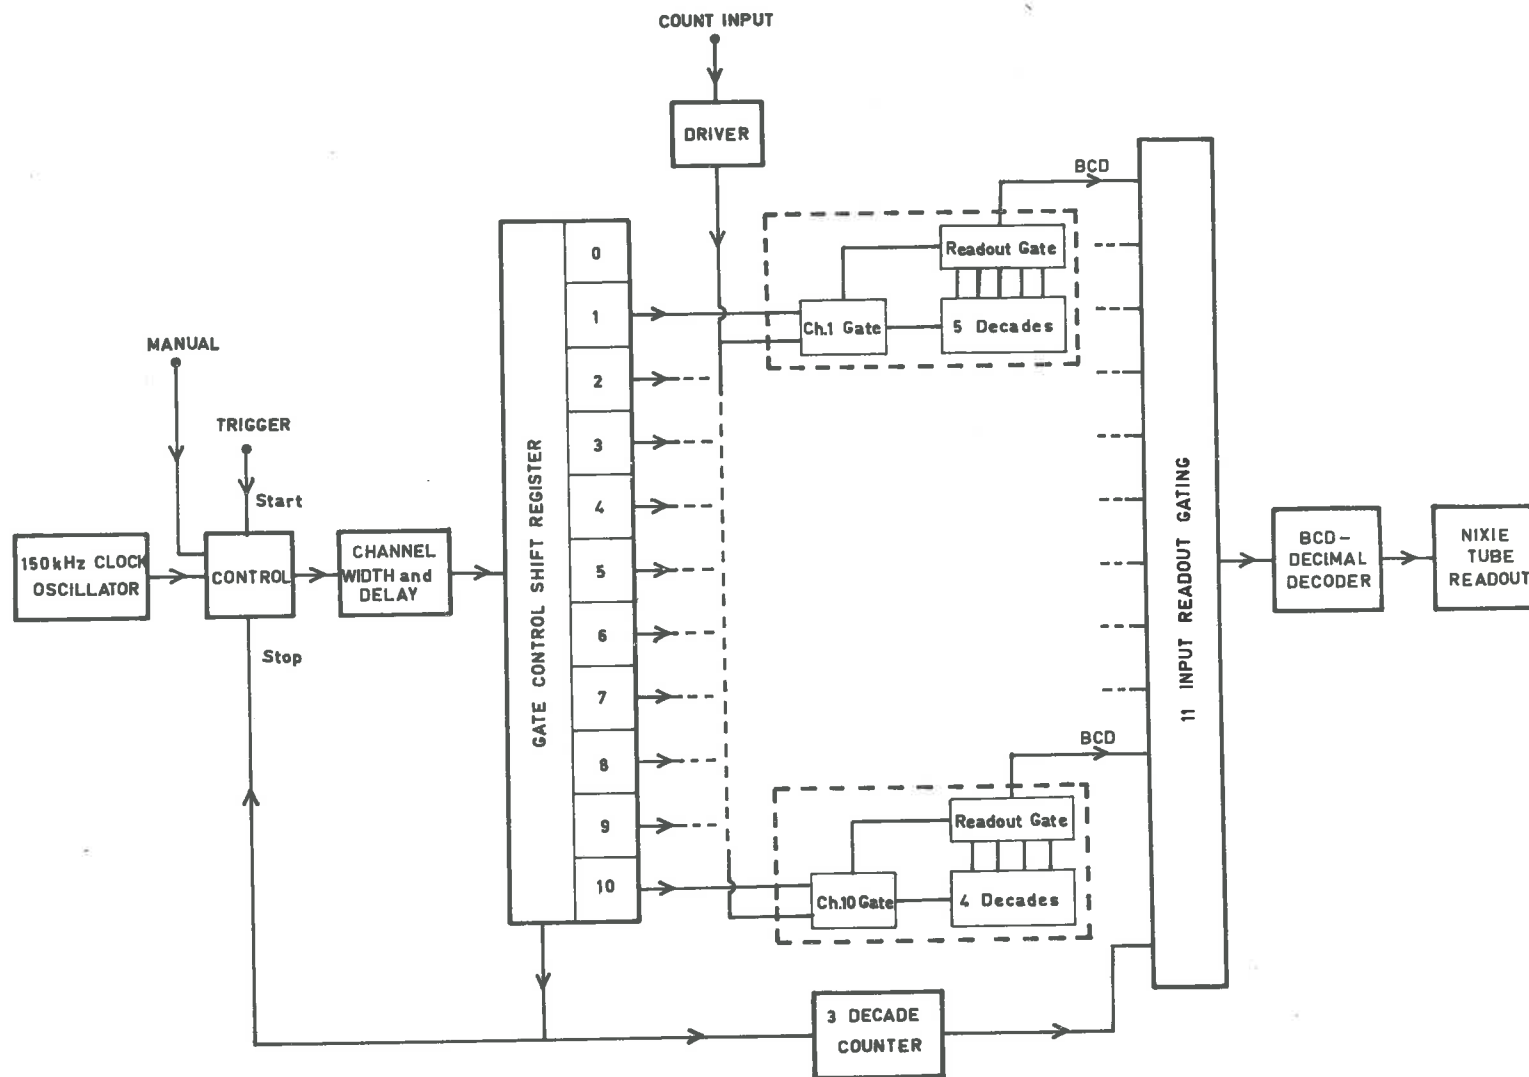 COUNT INPUT
DRIVER
BCD
Readout Gate
0
1
Ch.1 Gate
5 Decades
MANUAL
2
TRIGGER
3
Start
4
150kHz CLOCK
OSCILLATOR
CONTROL
CHANNEL
WIDTH and
DELAY
GATE CONTROL SHIFT REGISTER
5
11 INPUT READOUT GATING
BCD –
DECIMAL
DECODER
NIXIE
TUBE
READOUT
6
Stop
7
8
BCD
9
Readout Gate
10
Ch.10 Gate
4 Decades
3 DECADE
COUNTER